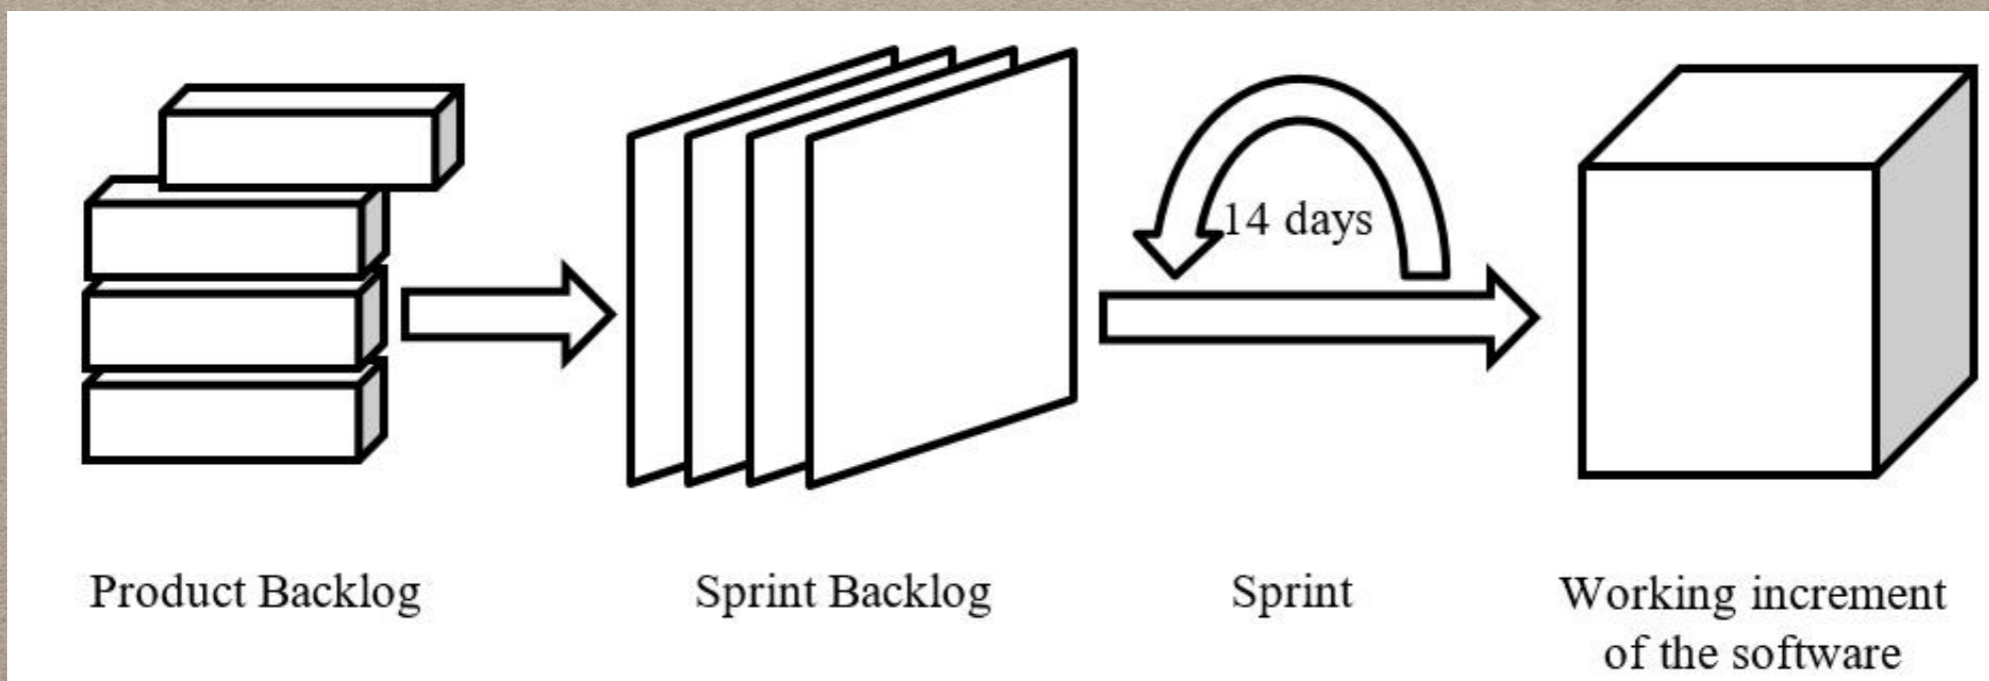 14 days
Product Backlog
Sprint Backlog
Sprint
Working increment
of the software